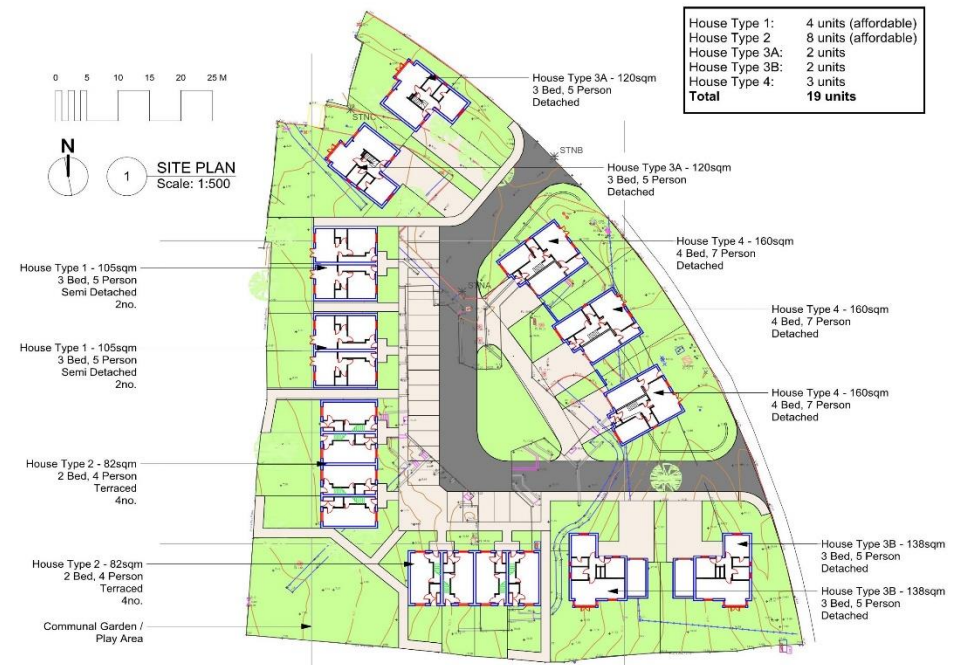 House Type 1: 4 units (affordable)
House Type 2 8 units (affordable)
House Type 3A: 2 units
House Type 3B: 2 units
House Type 4: 3 units
Total 19 units
0 5 10 15 20 25 M
N
1
SITE PLAN
Scale: 1:500
House Type 3A - 120sqm
3 Bed, 5 Person
Detached
STNC
STNB
House Type 3A - 120sqm
3 Bed, 5 Person
Detached
House Type 4 - 160sqm
4 Bed, 7 Person
Detached
House Type 1 - 105sqm
3 Bed, 5 Person
Semi Detached
2no.
STNA
House Type 4 - 160sqm
4 Bed, 7 Person
Detached
House Type 1 - 105sqm
3 Bed, 5 Person
Semi Detached
2no.
House Type 4 - 160sqm
4 Bed, 7 Person
Detached
House Type 2 - 82sqm
2 Bed, 4 Person
Terraced
4no.
House Type 3B - 138sqm
3 Bed, 5 Person
Detached
House Type 2 - 82sqm
2 Bed, 4 Person
Terraced
4no.
House Type 3B - 138sqm
3 Bed, 5 Person
Detached
Communal Garden /
Play Area